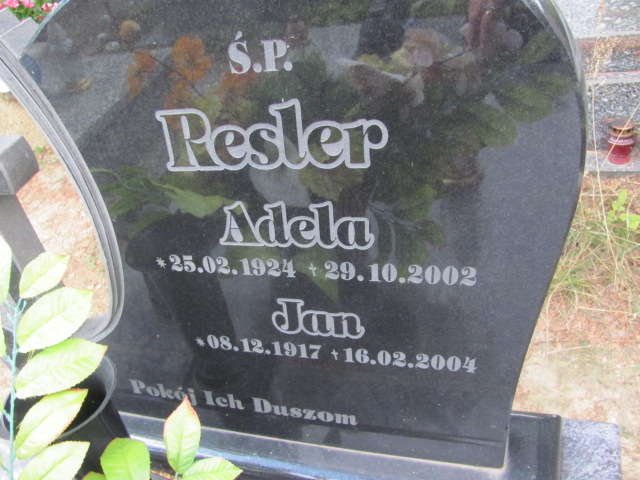 Ś.P.
Resler
Adela
*25.02.1924 +29.10.2002
Jan
*08.12.1917 +16.02.2004
Pokój Ich Duszom